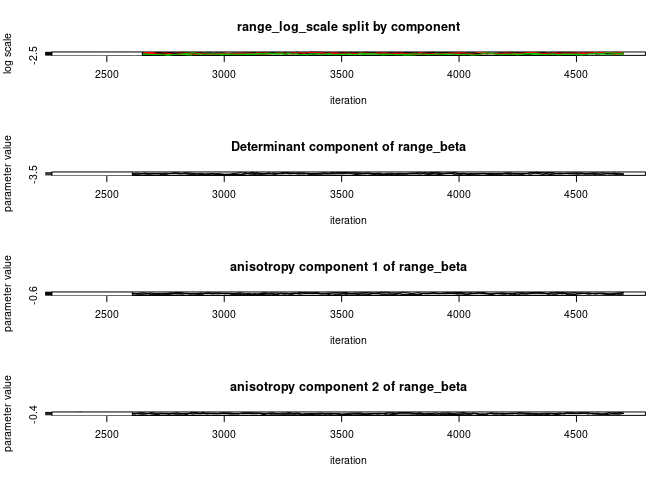 range_log_scale split by component
log scale
-2.5
2500 3000 3500 4000 4500
iteration
Determinant component of range_beta
parameter value
-3.5
2500 3000 3500 4000 4500
iteration
anisotropy component 1 of range_beta
parameter value
-0.6
2500 3000 3500 4000 4500
iteration
anisotropy component 2 of range_beta
parameter value
-0.4
2500 3000 3500 4000 4500
iteration